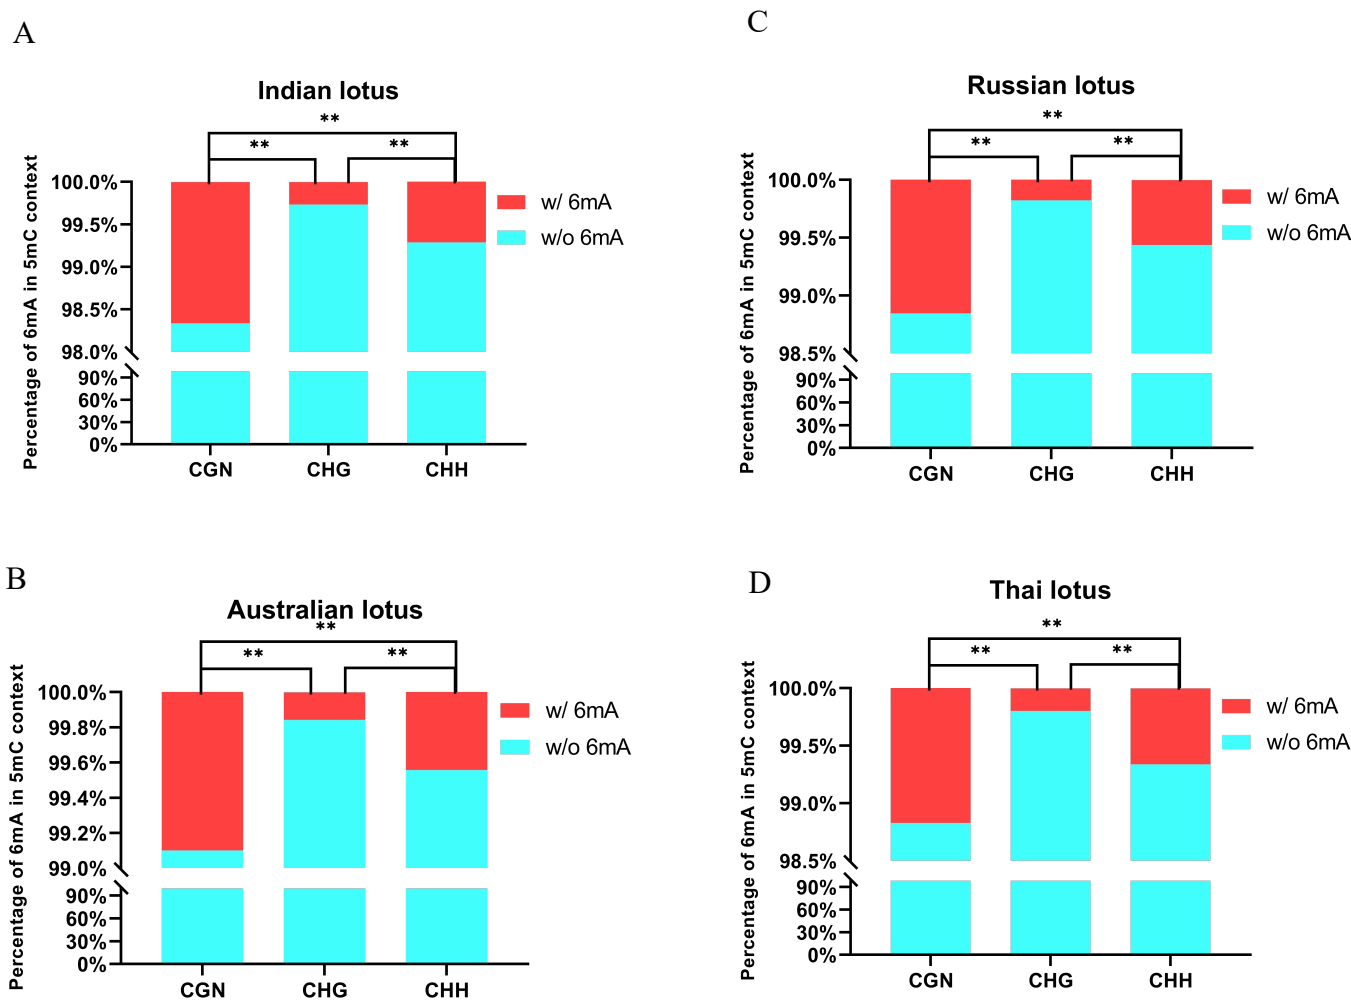 A
Indian lotus
**
**
**
Percentage of 6mA in 5mC context
100.0%
99.5%
99.0%
98.5%
98.0%
90%
60%
30%
0%
CGN
CHG
CHH
w/ 6mA
w/o 6mA
C
Russian lotus
**
**
**
Percentage of 6mA in 5mC context
100.0%
99.5%
99.0%
98.5%
90%
60%
30%
0%
CGN
CHG
CHH
w/ 6mA
w/o 6mA
B
Australian lotus
**
**
**
Percentage of 6mA in 5mC context
100.0%
99.8%
99.6%
99.4%
99.2%
99.0%
90%
60%
30%
0%
CGN
CHG
CHH
w/ 6mA
w/o 6mA
D
Thai lotus
**
**
**
Percentage of 6mA in 5mC context
100.0%
99.5%
99.0%
98.5%
90%
60%
30%
0%
CGN
CHG
CHH
w/ 6mA
w/o 6mA